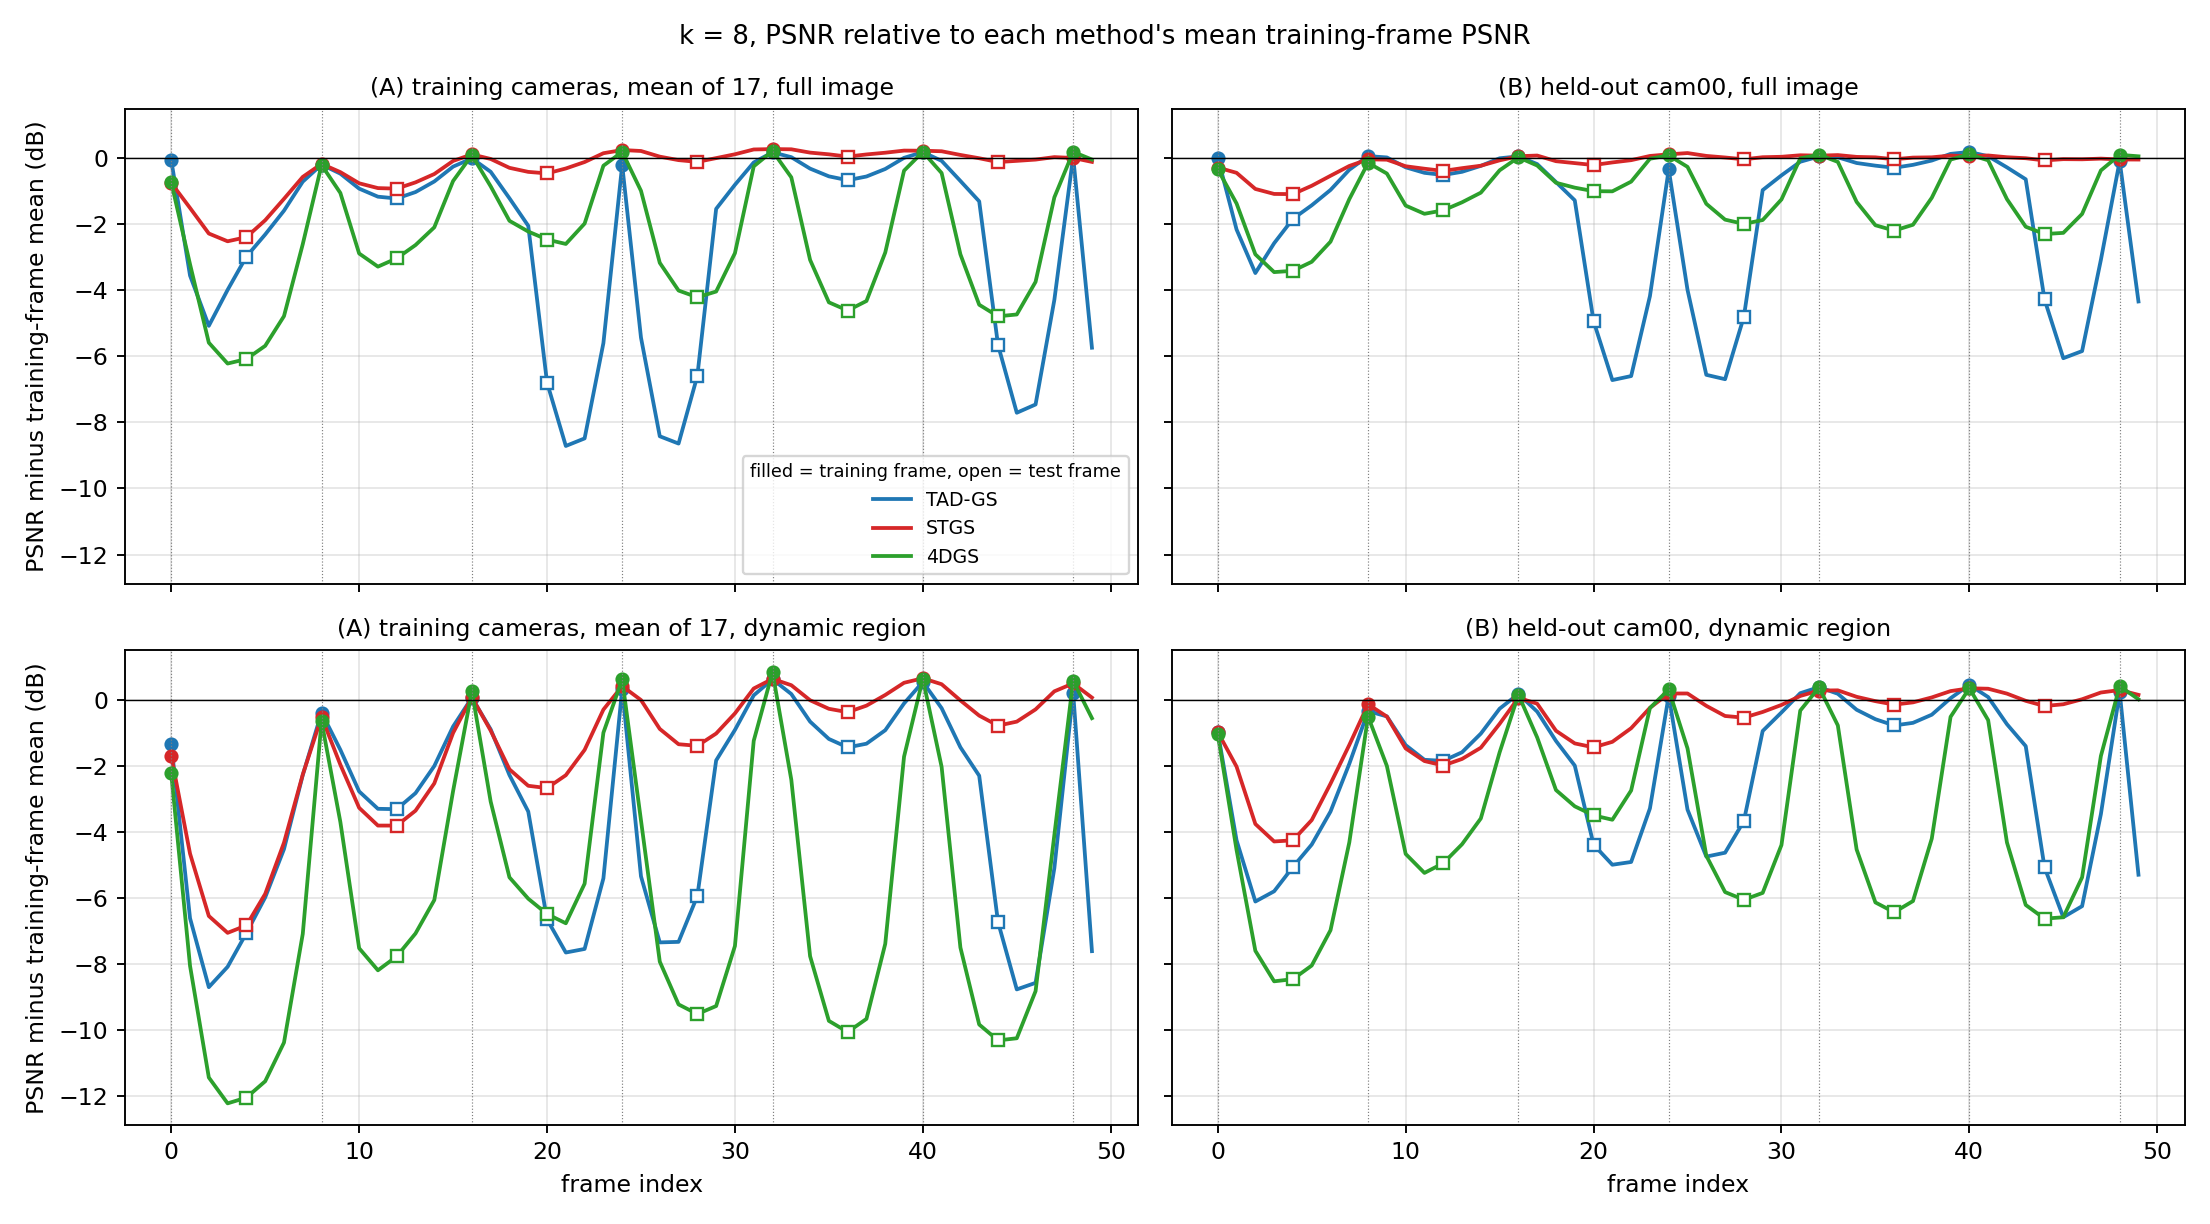 k = 8, PSNR relative to each method's mean training-frame PSNR
(A) training cameras, mean of 17, full image
(B) held-out cam00, full image
PSNR minus training-frame mean (dB)
0
−2
−4
−6
−8
−10
−12
filled = training frame, open = test frame
TAD-GS
STGS
4DGS
(A) training cameras, mean of 17, dynamic region
(B) held-out cam00, dynamic region
PSNR minus training-frame mean (dB)
0
−2
−4
−6
−8
−10
−12
0 10 20 30 40 50
0 10 20 30 40 50
frame index
frame index